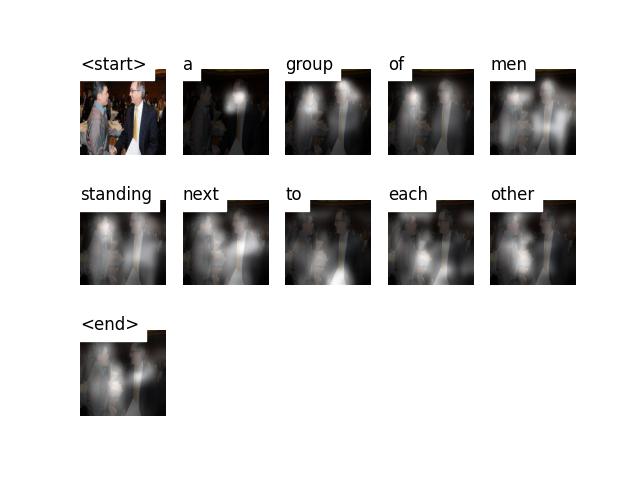 <start> a group of men
standing next to each other
<end>